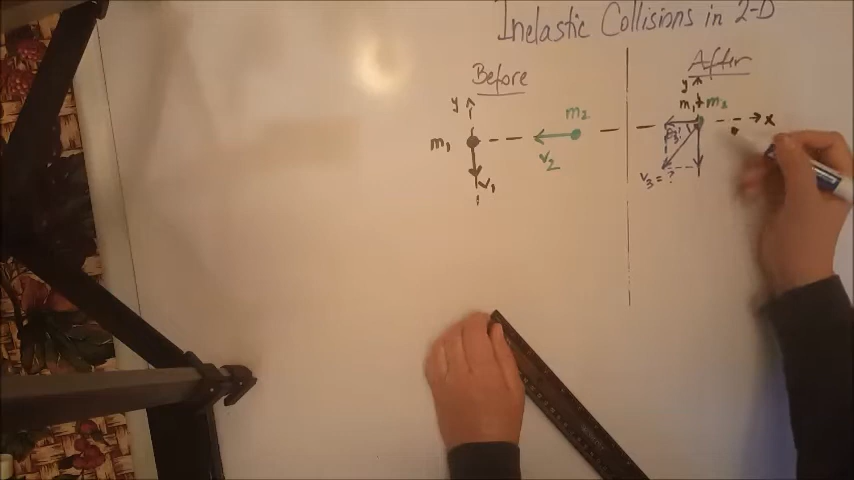 Inelastic Collisions in 2-D
Before
After
y
y
m₁ + m₂
m₂
x
m₁
v₂
v₃ = ?
v₁